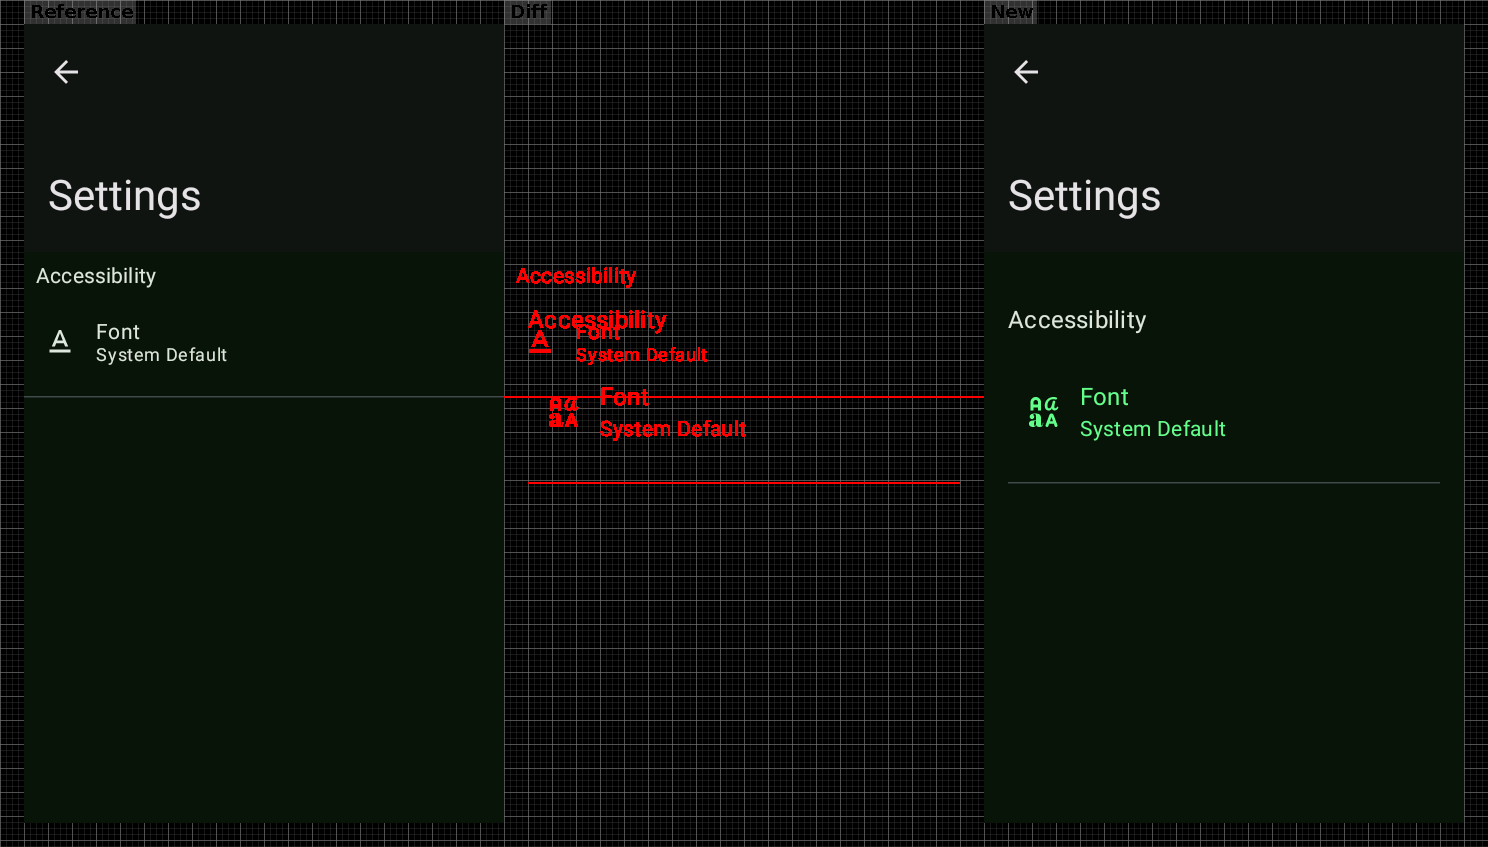 Reference
Settings
Accessibility
Font
System Default
Diff
Accessibility
Accessibility
Font
System Default
Font
System Default
New
Settings
Accessibility
Font
System Default